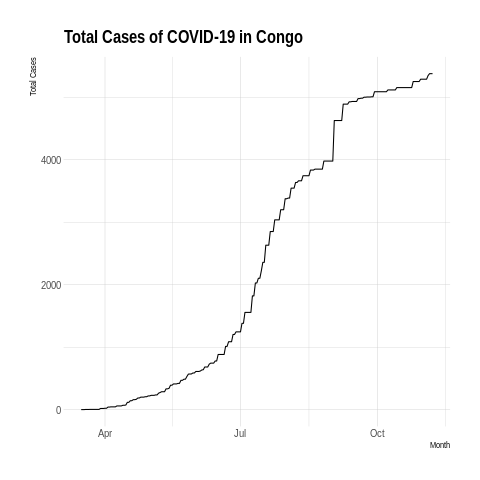 Total Cases of COVID-19 in Congo
Total Cases
4000
2000
0
Apr
Jul
Oct
Month